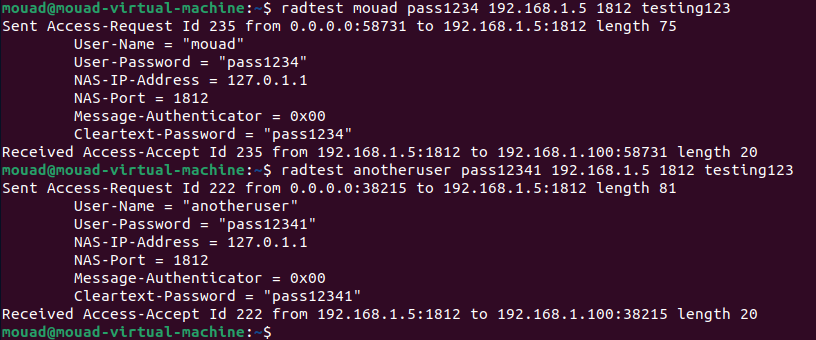 mouad@mouad-virtual-machine:~$ radtest mouad pass1234 192.168.1.5 1812 testing123
Sent Access-Request Id 235 from 0.0.0.0:58731 to 192.168.1.5:1812 length 75
        User-Name = "mouad"
        User-Password = "pass1234"
        NAS-IP-Address = 127.0.1.1
        NAS-Port = 1812
        Message-Authenticator = 0x00
        Cleartext-Password = "pass1234"
Received Access-Accept Id 235 from 192.168.1.5:1812 to 192.168.1.100:58731 length 20
mouad@mouad-virtual-machine:~$ radtest anotheruser pass12341 192.168.1.5 1812 testing123
Sent Access-Request Id 222 from 0.0.0.0:38215 to 192.168.1.5:1812 length 81
        User-Name = "anotheruser"
        User-Password = "pass12341"
        NAS-IP-Address = 127.0.1.1
        NAS-Port = 1812
        Message-Authenticator = 0x00
        Cleartext-Password = "pass12341"
Received Access-Accept Id 222 from 192.168.1.5:1812 to 192.168.1.100:38215 length 20
mouad@mouad-virtual-machine:~$